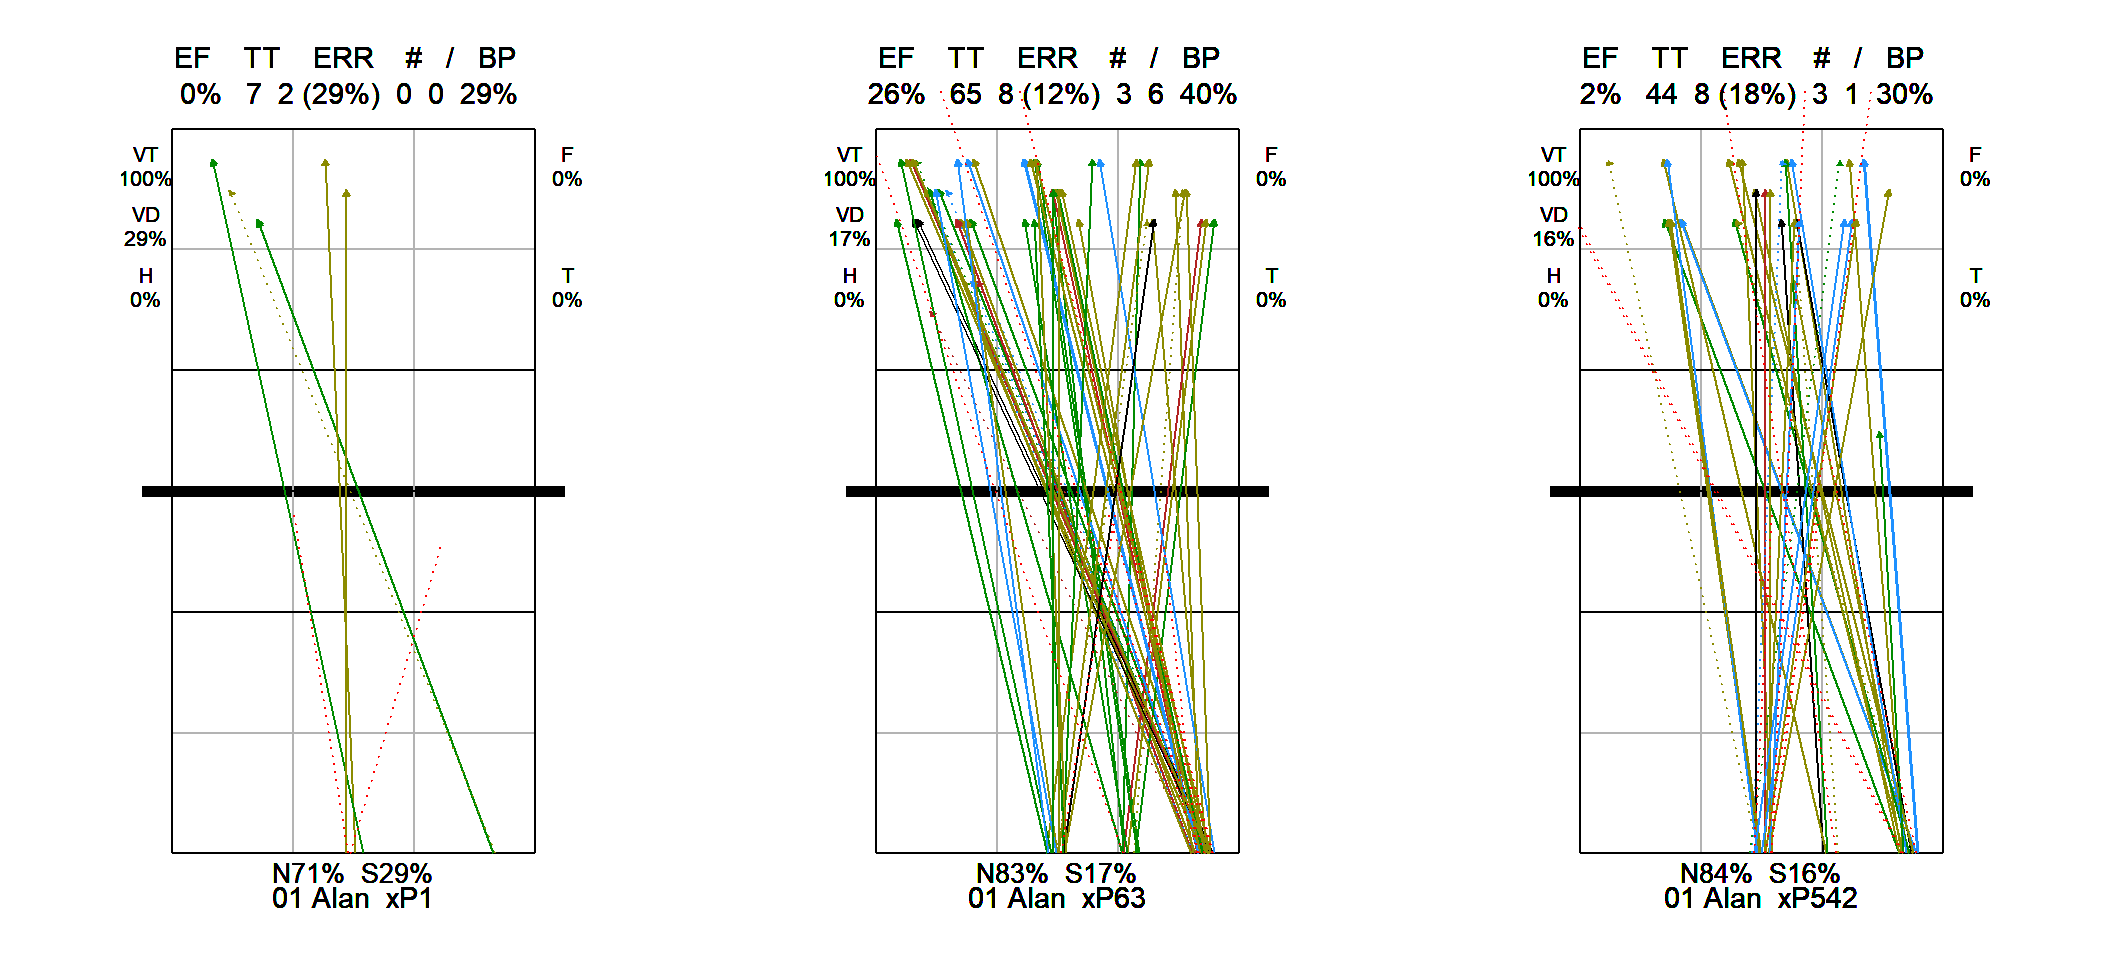 EF TT ERR # / BP
0% 7 2 (29%) 0 0 29%
VT
100%
VD
29%
H
0%
F
0%
T
0%
N71% S29%
01 Alan xP1
EF TT ERR # / BP
26% 65 8 (12%) 3 6 40%
VT
100%
VD
17%
H
0%
F
0%
T
0%
N83% S17%
01 Alan xP63
EF TT ERR # / BP
2% 44 8 (18%) 3 1 30%
VT
100%
VD
16%
H
0%
F
0%
T
0%
N84% S16%
01 Alan xP542